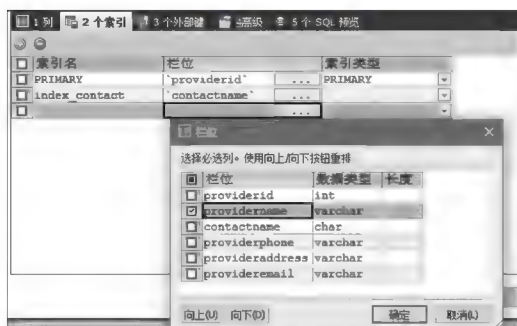 1 列 2 个索引 3 个外部键 4高级 5 个 SQL 预览
索引名 栏位 索引类型
PRIMARY `providerid` ... PRIMARY
index_contact `contactname` ...
...
栏位
选择必选列。使用向上/向下按钮重排
栏位 数据类型 长度
providerid int
providername varchar
contactname char
providerphone varchar
provideraddress varchar
provideremail varchar
向上(U) 向下(D) 确定 取消(L)